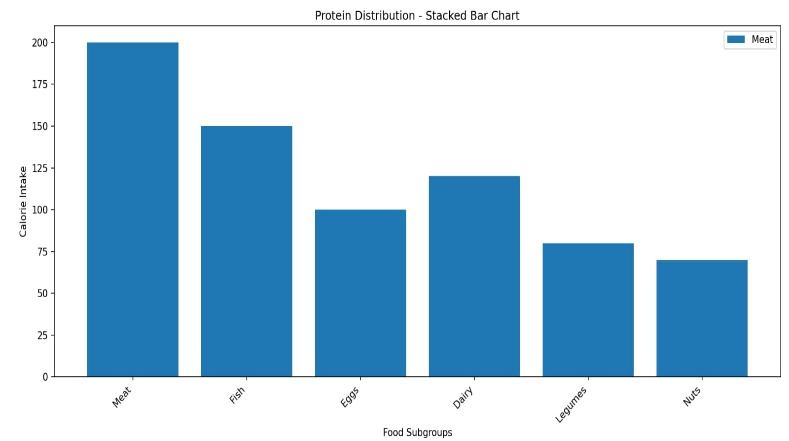 Protein Distribution - Stacked Bar Chart
Meat
200
175
150
125
100
75
50
25
0
Calorie Intake
Meat
Fish
Eggs
Dairy
Legumes
Nuts
Food Subgroups